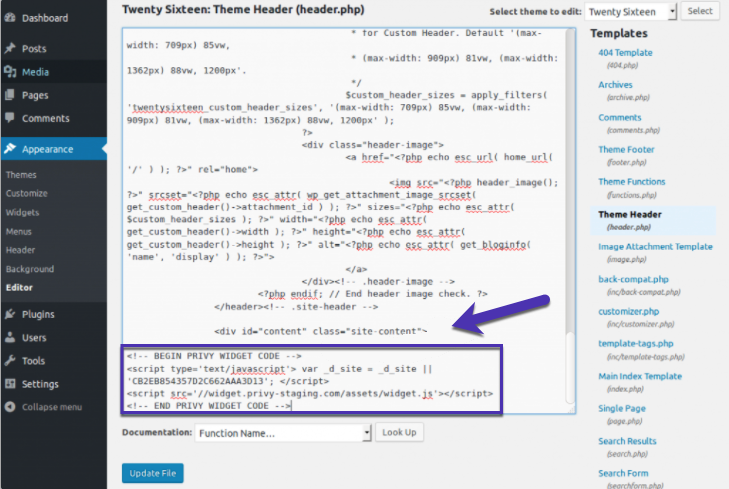 Dashboard
Posts
Media
Pages
Comments
Appearance
Themes
Customize
Widgets
Menus
Header
Background
Editor
Plugins
Users
Tools
Settings
Collapse menu
Twenty Sixteen: Theme Header (header.php)
Select theme to edit: Twenty Sixteen Select
* for Custom Header. Default '(max-
width: 709px) 85vw,
* (max-width: 909px) 81vw, (max-width:
1362px) 88vw, 1200px'.
*/
$custom_header_sizes = apply_filters(
'twentysixteen_custom_header_sizes', '(max-width: 709px) 85vw, (max-width:
909px) 81vw, (max-width: 1362px) 88vw, 1200px' );
?>
<div class="header-image">
<a href="<?php echo esc_url( home_url(
'/' ) ); ?>" rel="home">
<img src="<?php header_image();
?>" srcset="<?php echo esc_attr( wp_get_attachment_image_srcset(
get_custom_header()->attachment_id ) ); ?>" sizes="<?php echo esc_attr(
$custom_header_sizes ); ?>" width="<?php echo esc_attr(
get_custom_header()->width ); ?>" height="<?php echo esc_attr(
get_custom_header()->height ); ?>" alt="<?php echo esc_attr( get_bloginfo(
'name', 'display' ) ); ?>">
</a>
</div><!-- .header-image -->
<?php endif; // End header image check. ?>
</header><!-- .site-header -->
<div id="content" class="site-content">
<!-- BEGIN PRIVY WIDGET CODE -->
<script type='text/javascript'> var _d_site = _d_site ||
'CB2EB854357D2C662AAA3D13'; </script>
<script src='//widget.privy-staging.com/assets/widget.js'></script>
<!-- END PRIVY WIDGET CODE -->
Documentation: Function Name... Look Up
Update File
Templates
404 Template
(404.php)
Archives
(archive.php)
Comments
(comments.php)
Theme Footer
(footer.php)
Theme Functions
(functions.php)
Theme Header
(header.php)
Image Attachment Template
(image.php)
back-compat.php
(inc/back-compat.php)
customizer.php
(inc/customizer.php)
template-tags.php
(inc/template-tags.php)
Main Index Template
(index.php)
Single Page
(page.php)
Search Results
(search.php)
Search Form
(searchform.php)